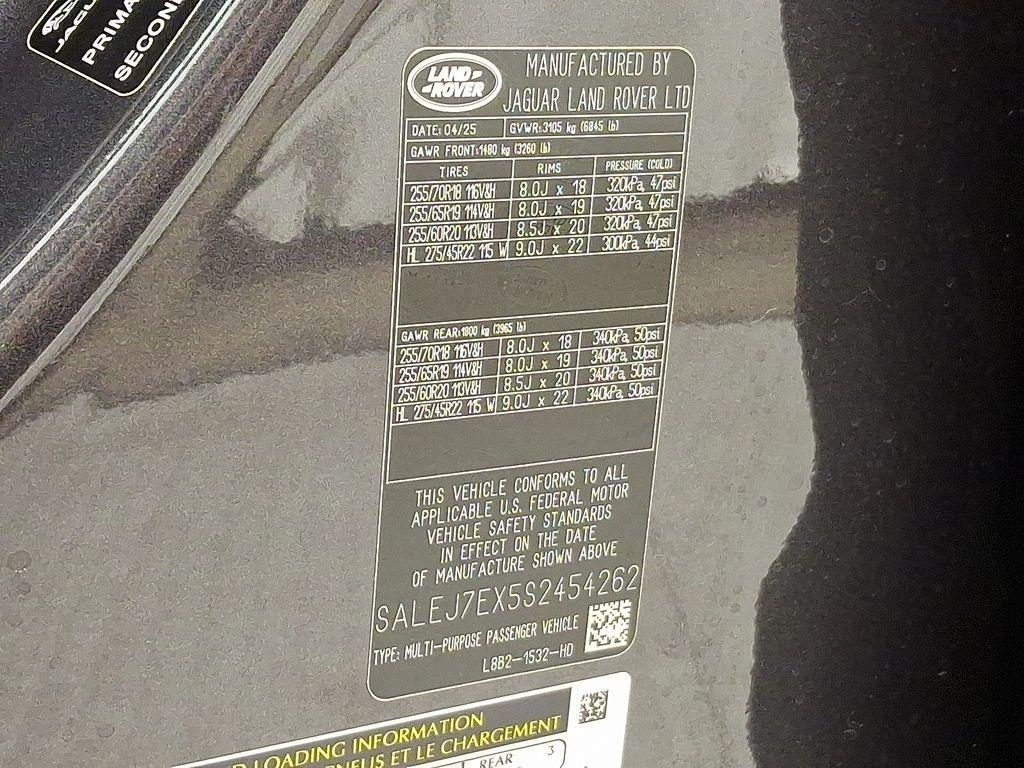 JAGU
PRIMA
SECON
LAND
ROVER
MANUFACTURED BY
JAGUAR LAND ROVER LTD
DATE: 04/25 GVWR: 3105 kg (6845 lb)
GAWR FRONT: 1480 kg (3260 lb)
TIRES RIMS PRESSURE (COLD)
255/70R18 116V&H 8.0J x 18 320kPa, 47psi
255/65R19 114V&H 8.0J x 19 320kPa, 47psi
255/60R20 113V&H 8.5J x 20 320kPa, 47psi
HL 275/45R22 115 W 9.0J x 22 300kPa, 44psi
GAWR REAR: 1800 kg (3965 lb)
255/70R18 116V&H 8.0J x 18 340kPa, 50psi
255/65R19 114V&H 8.0J x 19 340kPa, 50psi
255/60R20 113V&H 8.5J x 20 340kPa, 50psi
HL 275/45R22 115 W 9.0J x 22 340kPa, 50psi
THIS VEHICLE CONFORMS TO ALL
APPLICABLE U.S. FEDERAL MOTOR
VEHICLE SAFETY STANDARDS
IN EFFECT ON THE DATE
OF MANUFACTURE SHOWN ABOVE
SALEJ7EX5S2454262
TYPE: MULTI-PURPOSE PASSENGER VEHICLE
L8B2-1532-HD
D LOADING INFORMATION
PNEUS ET LE CHARGEMENT
REAR 3